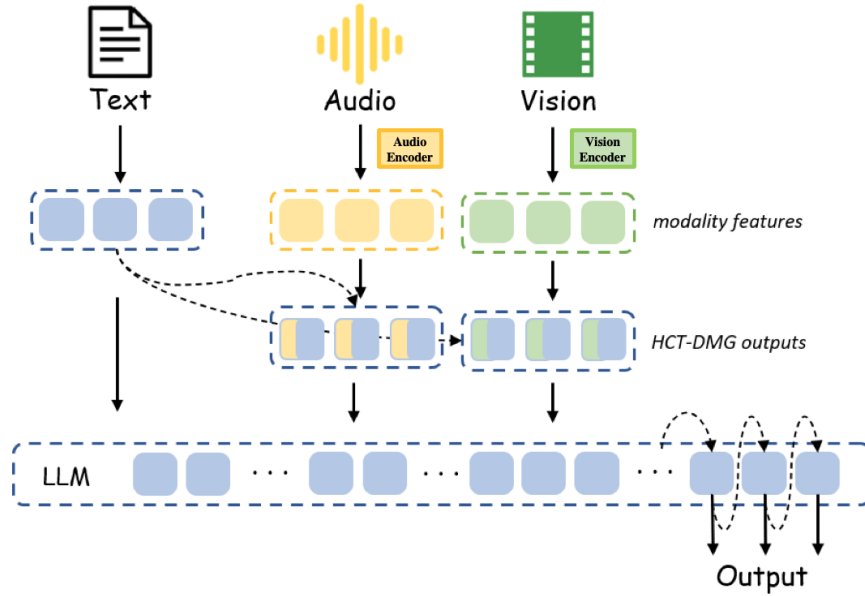 Text
Audio
Vision
Audio
Encoder
Vision
Encoder
modality features
HCT-DMG outputs
LLM
Output